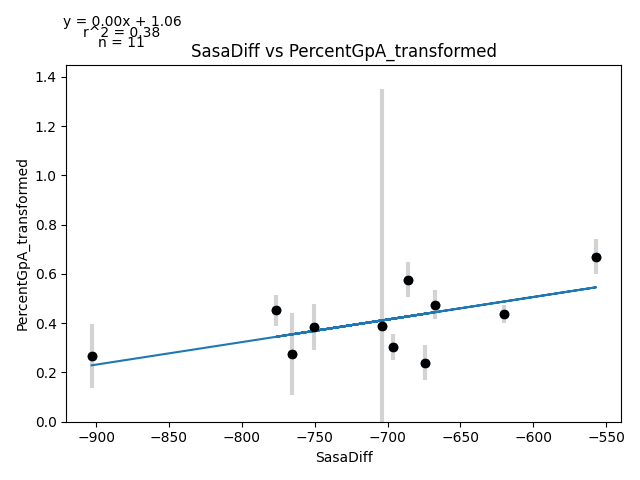 y = 0.00x + 1.06
r^2 = 0.38
n = 11
SasaDiff vs PercentGpA_transformed
PercentGpA_transformed
1.4
1.2
1.0
0.8
0.6
0.4
0.2
0.0
−900
−850
−800
−750
−700
−650
−600
−550
SasaDiff